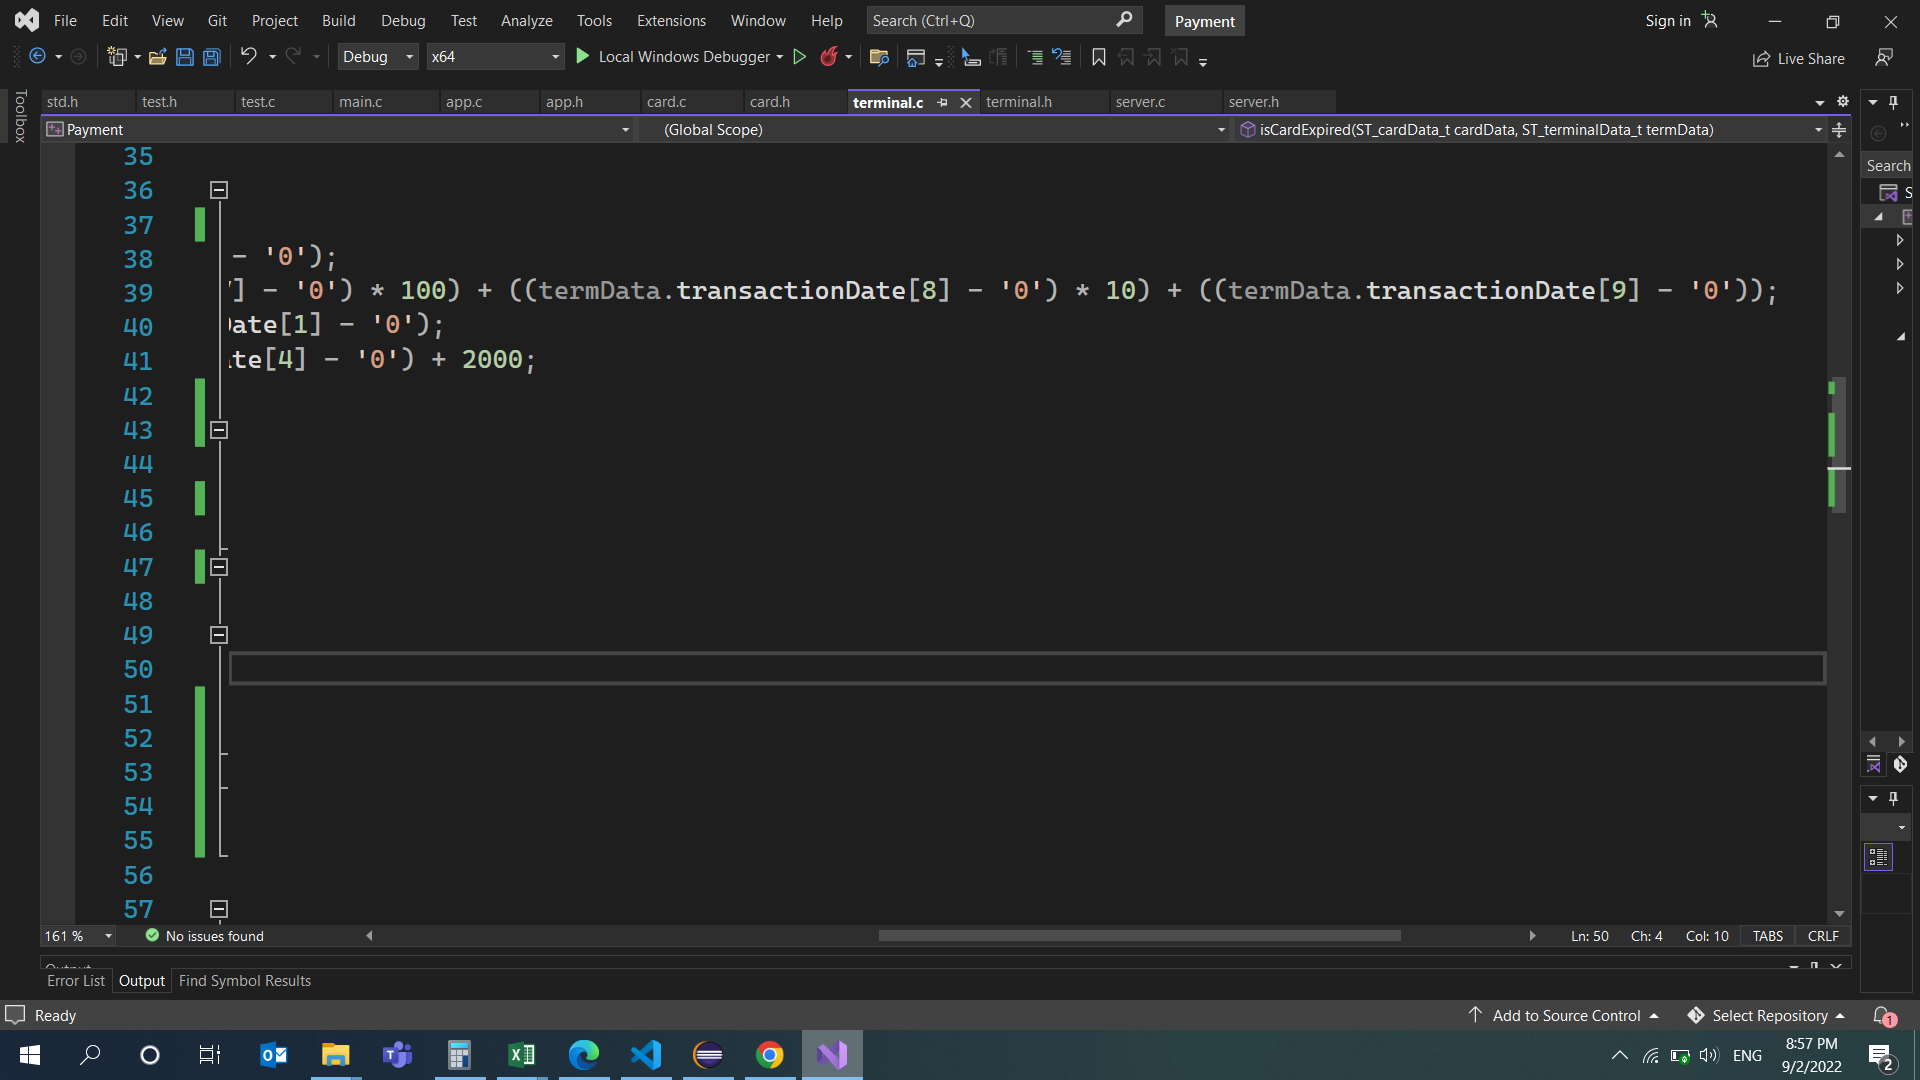 File Edit View Git Project Build Debug Test Analyze Tools Extensions Window Help Search (Ctrl+Q) Payment Sign in
Debug x64 Local Windows Debugger Live Share
Toolbox
std.h test.h test.c main.c app.c app.h card.c card.h terminal.c terminal.h server.c server.h
Payment (Global Scope) isCardExpired(ST_cardData_t cardData, ST_terminalData_t termData)
Search
S
35
36
37
38 - '0');
39 ] - '0') * 100) + ((termData.transactionDate[8] - '0') * 10) + ((termData.transactionDate[9] - '0'));
40 Date[1] - '0');
41 ate[4] - '0') + 2000;
42
43
44
45
46
47
48
49
50
51
52
53
54
55
56
57
161 % No issues found Ln: 50 Ch: 4 Col: 10 TABS CRLF
Output
Error List Output Find Symbol Results
Ready Add to Source Control Select Repository 1
ENG 8:57 PM
9/2/2022 2